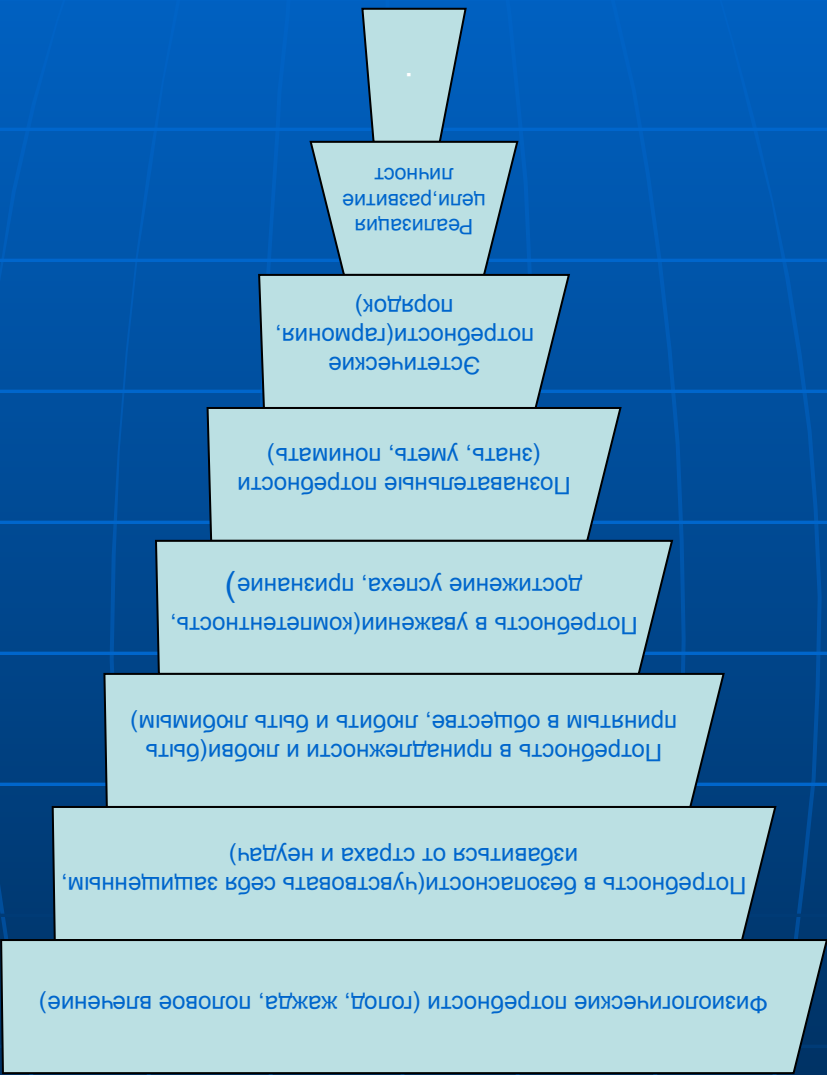 .
Реализация
цели,развитие
личност
Эстетические
потребности(гармония,
порядок)
Познавательные потребности
(знать, уметь, понимать)
Потребность в уважении(компетентность,
достижение успеха, признание)
Потребность в принадлежности и любви(быть
принятым в обществе, любить и быть любимым)
Потребность в безопасности(чувствовать себя защищенным,
избавиться от страха и неудач)
Физиологические потребности (голод, жажда, половое влечение)